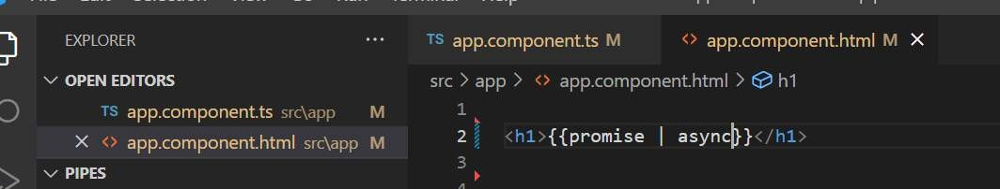 EXPLORER ...
OPEN EDITORS
TS app.component.ts src\app M
<> app.component.html src\app M
PIPES
TS app.component.ts M
<> app.component.html M
src > app > <> app.component.html > h1
1
2 <h1>{{promise | async}}</h1>
3